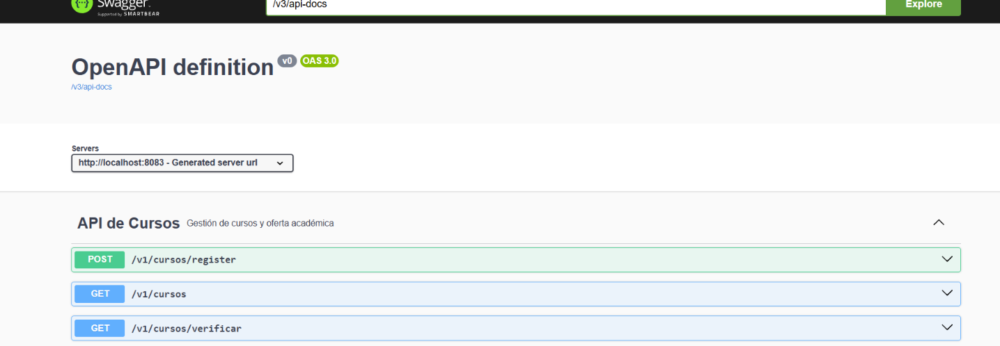 Swagger.
Supported by SMARTBEAR
/v3/api-docs
Explore
OpenAPI definition v0 OAS 3.0
/v3/api-docs
Servers
http://localhost:8083 - Generated server url
API de Cursos Gestión de cursos y oferta académica
POST /v1/cursos/register
GET /v1/cursos
GET /v1/cursos/verificar